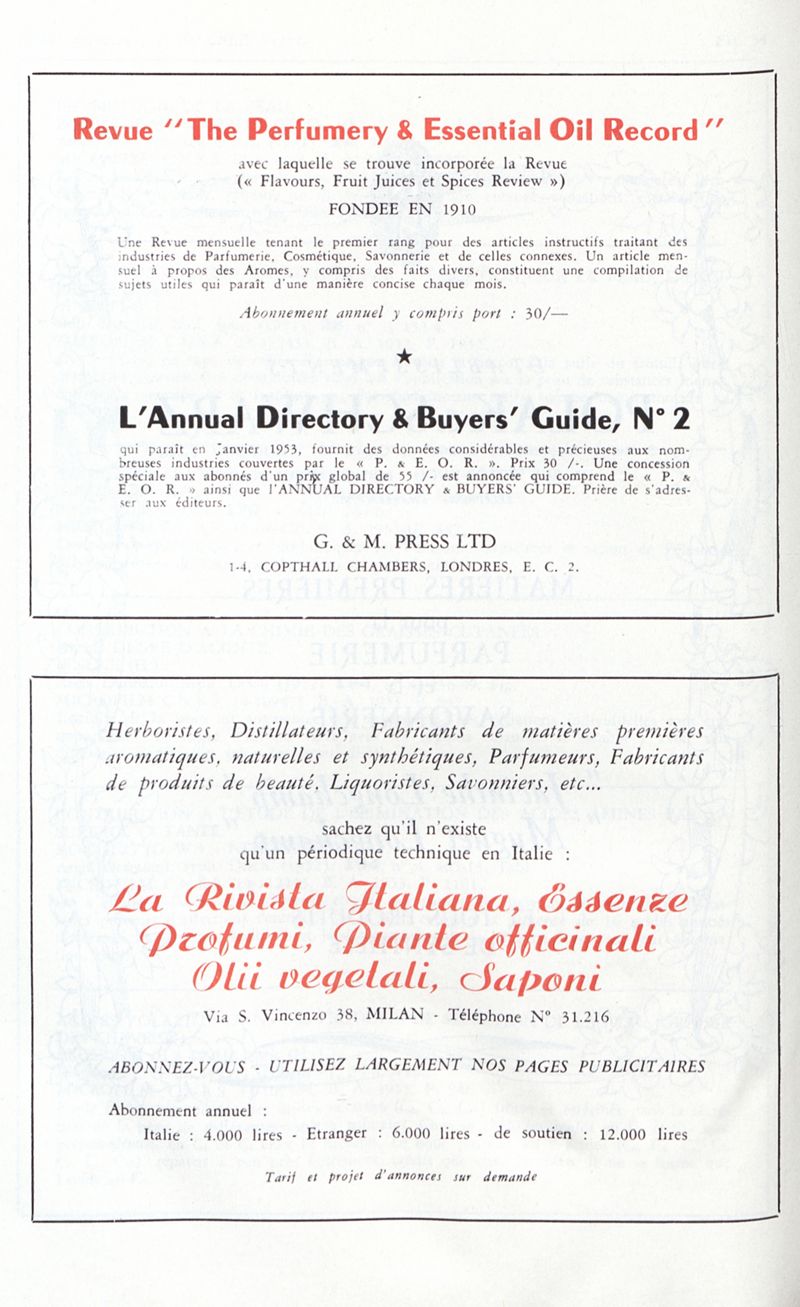 Revue "The Perfumery & Essential Oil Record"
avec laquelle se trouve incorporée la Revue
(« Flavours, Fruit Juices et Spices Review »)
FONDEE EN 1910
Une Revue mensuelle tenant le premier rang pour des articles instructifs traitant des
industries de Parfumerie, Cosmétique, Savonnerie et de celles connexes. Un article men-
suel à propos des Aromes, y compris des faits divers, constituent une compilation de
sujets utiles qui paraît d'une manière concise chaque mois.
Abonnement annuel y compris port : 30/—
★
L'Annual Directory & Buyers' Guide, N° 2
qui paraît en Janvier 1953, fournit des données considérables et précieuses aux nom-
breuses industries couvertes par le « P. & E. O. R. ». Prix 30 /-. Une concession
spéciale aux abonnés d'un prix global de 55 /- est annoncée qui comprend le « P. &
E. O. R. » ainsi que l'ANNUAL DIRECTORY & BUYERS' GUIDE. Prière de s'adres-
ser aux éditeurs.
G. & M. PRESS LTD
1-4, COPTHALL CHAMBERS, LONDRES, E. C. 2.
Herboristes, Distillateurs, Fabricants de matières premières
aromatiques, naturelles et synthétiques, Parfumeurs, Fabricants
de produits de beauté, Liquoristes, Savonniers, etc...
sachez qu'il n'existe
qu'un périodique technique en Italie :
La Rivista Italiana, Essenze
Profumi, Piante officinali
Olii vegetali, Saponi
Via S. Vincenzo 38, MILAN - Téléphone N° 31.216
ABONNEZ-VOUS - UTILISEZ LARGEMENT NOS PAGES PUBLICITAIRES
Abonnement annuel :
Italie : 4.000 lires - Etranger : 6.000 lires - de soutien : 12.000 lires
Tarif et projet d'annonces sur demande